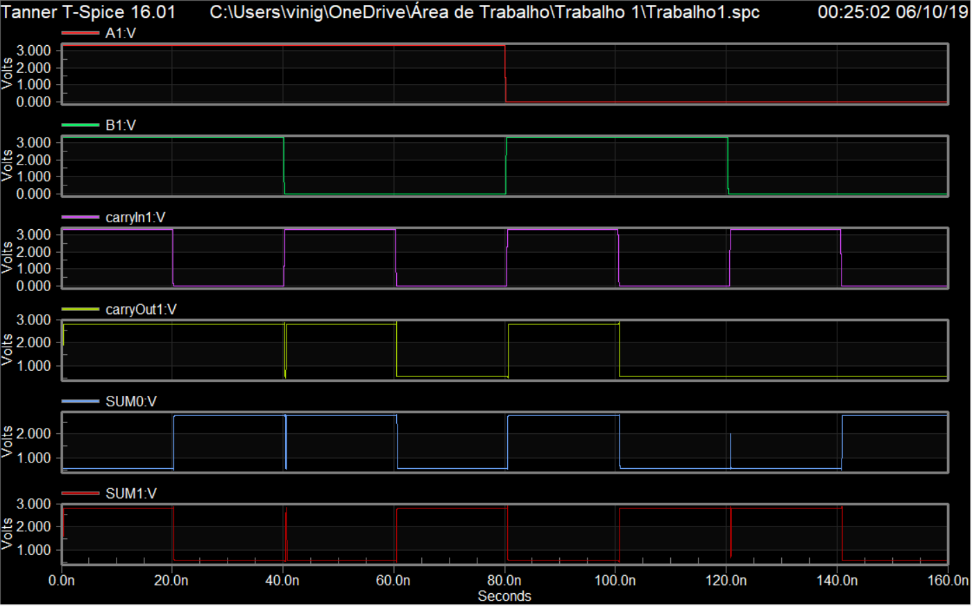 Tanner T-Spice 16.01 C:\Users\vinig\OneDrive\Área de Trabalho\Trabalho 1\Trabalho1.spc 00:25:02 06/10/19
A1:V
Volts
3.000
2.000
1.000
0.000
B1:V
Volts
3.000
2.000
1.000
0.000
carryIn1:V
Volts
3.000
2.000
1.000
0.000
carryOut1:V
Volts
3.000
2.000
1.000
SUM0:V
Volts
2.000
1.000
SUM1:V
Volts
3.000
2.000
1.000
0.0n 20.0n 40.0n 60.0n 80.0n 100.0n 120.0n 140.0n 160.0n
Seconds